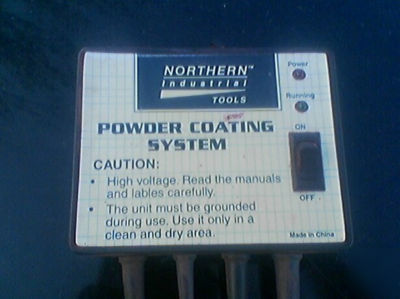 NORTHERN™
Industrial
TOOLS
Power
Running
ON
OFF
POWDER COATING
SYSTEM
CAUTION:
• High voltage. Read the manuals
and lables carefully.
• The unit must be grounded
during use. Use it only in a
clean and dry area.
Made in China